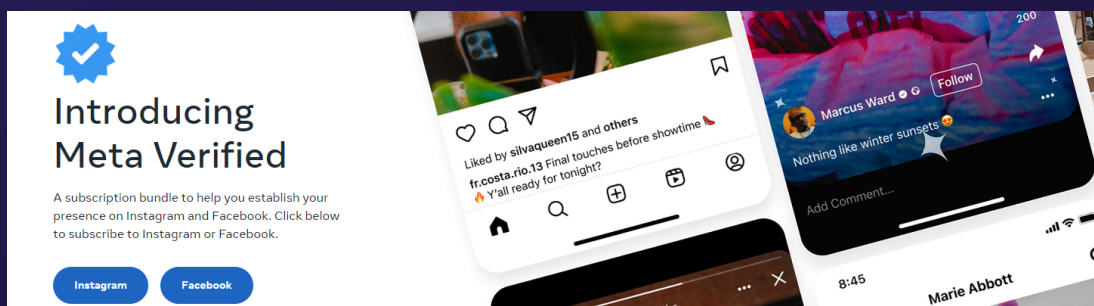 Introducing
Meta Verified
A subscription bundle to help you establish your
presence on Instagram and Facebook. Click below
to subscribe to Instagram or Facebook.
Instagram
Facebook
Liked by silvaqueen15 and others
fr.costa.rio.13 Final touches before showtime 👠
🔥 Y'all ready for tonight?
200
Marcus Ward
Follow
Nothing like winter sunsets 😍
Add Comment...
8:45
Marie Abbott